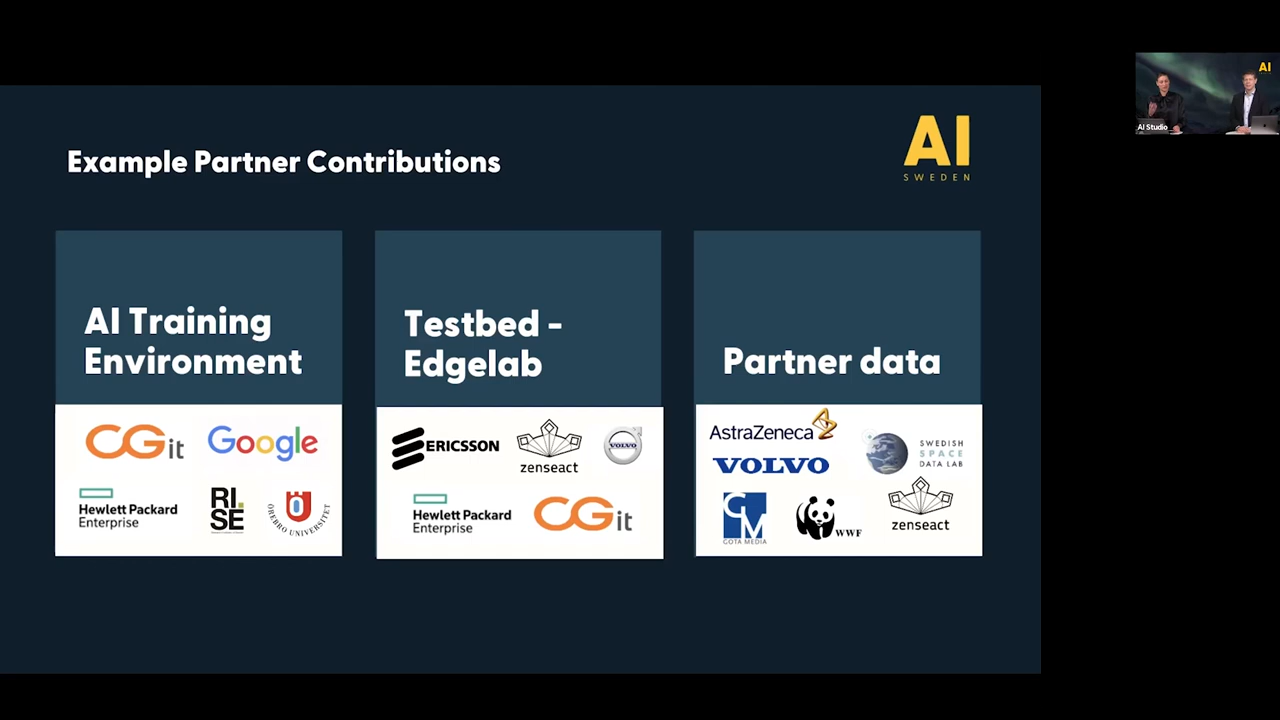 AI
AI Studio
AI
SWEDEN
Example Partner Contributions
AI Training
Environment
CGit
Google
Hewlett Packard
Enterprise
RI.
SE
ÖREBRO UNIVERSITET
Testbed -
Edgelab
ERICSSON
zenseact
VOLVO
Hewlett Packard
Enterprise
CGit
Partner data
AstraZeneca
VOLVO
SWEDISH
SPACE
DATA LAB
GM
GOTA MEDIA
WWF
zenseact